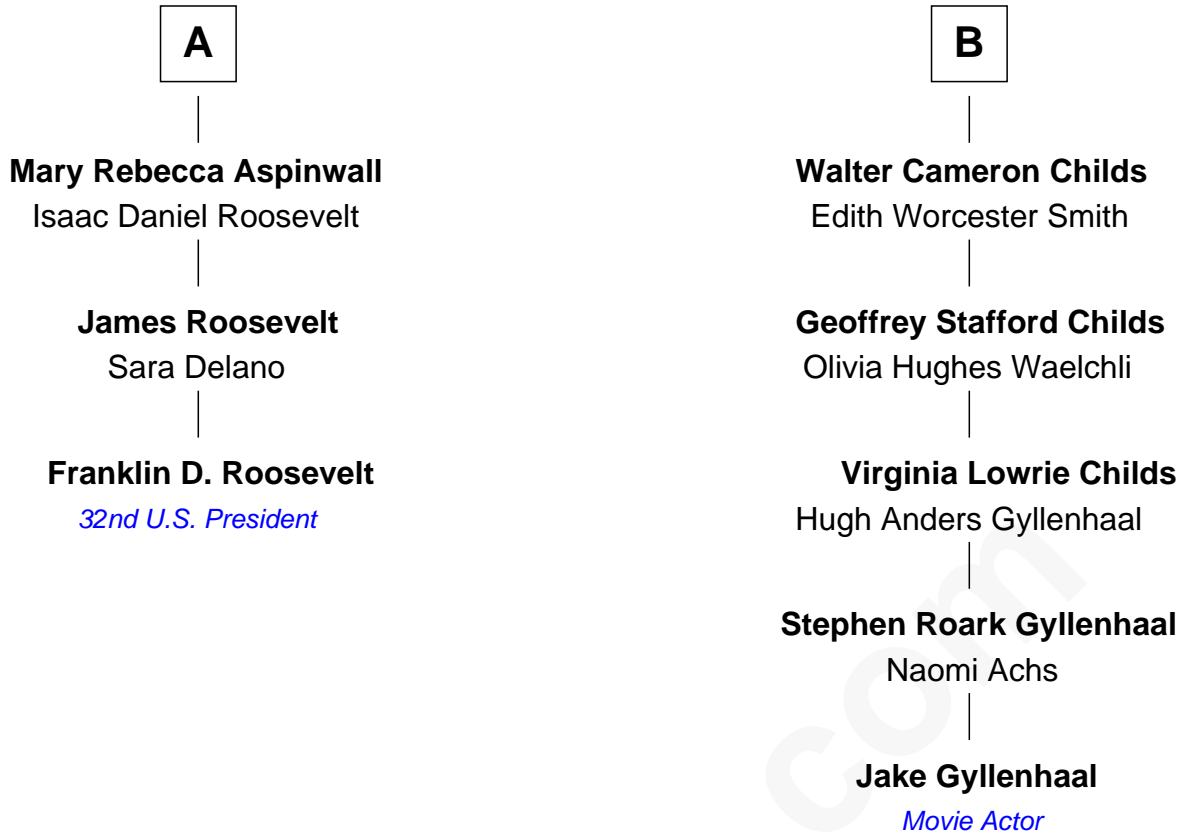 A
Mary Rebecca Aspinwall
Isaac Daniel Roosevelt
James Roosevelt
Sara Delano
Franklin D. Roosevelt
32nd U.S. President
B
Walter Cameron Childs
Edith Worcester Smith
Geoffrey Stafford Childs
Olivia Hughes Waelchli
Virginia Lowrie Childs
Hugh Anders Gyllenhaal
Stephen Roark Gyllenhaal
Naomi Achs
Jake Gyllenhaal
Movie Actor
com